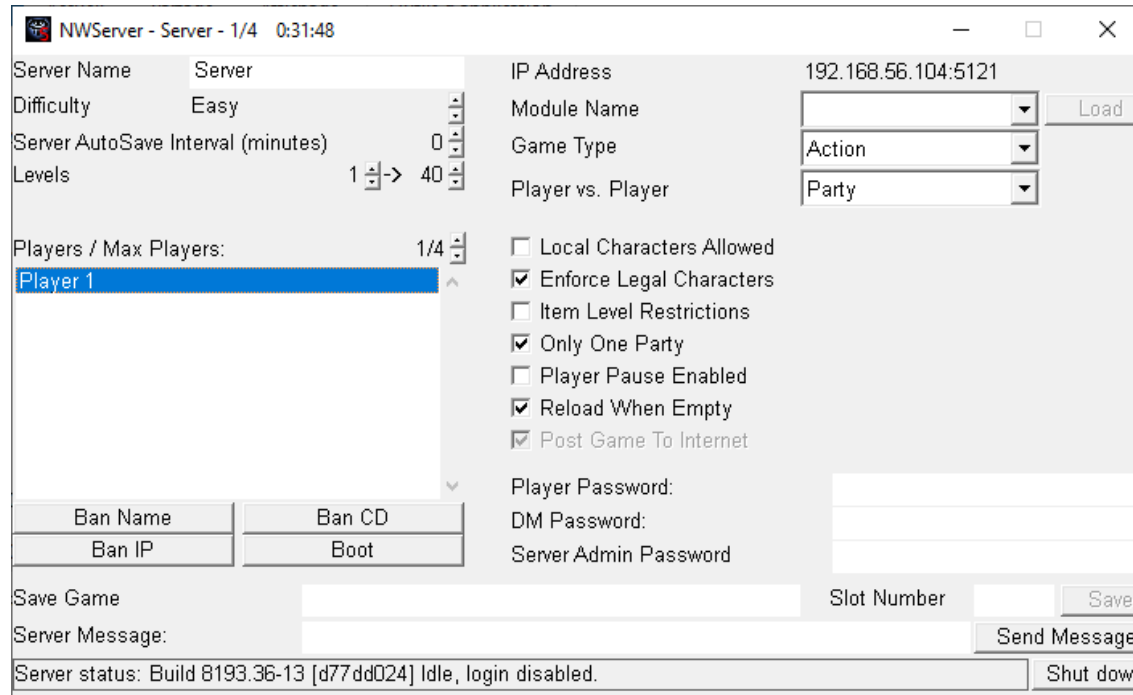 NWServer - Server - 1/4 0:31:48
Server Name Server
Difficulty Easy
Server AutoSave Interval (minutes) 0
Levels 1 -> 40
IP Address 192.168.56.104:5121
Module Name Load
Game Type Action
Player vs. Player Party
Players / Max Players: 1/4
Player 1
Ban Name Ban CD
Ban IP Boot
Local Characters Allowed
Enforce Legal Characters
Item Level Restrictions
Only One Party
Player Pause Enabled
Reload When Empty
Post Game To Internet
Player Password:
DM Password:
Server Admin Password
Save Game Slot Number Save
Server Message: Send Message
Server status: Build 8193.36-13 [d77dd024] Idle, login disabled. Shut dow